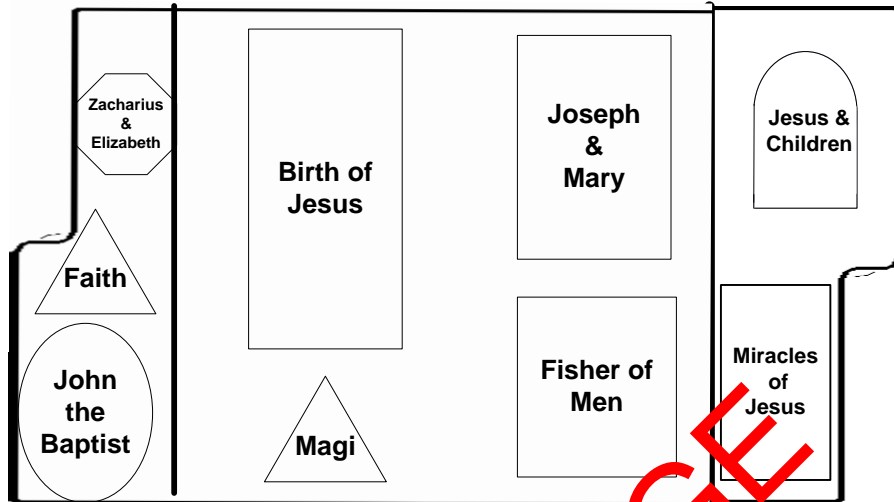 Zacharius
&
Elizabeth
Faith
John
the
Baptist
Birth of
Jesus
Magi
Joseph
&
Mary
Fisher of
Men
Jesus &
Children
Miracles
of
Jesus
GE